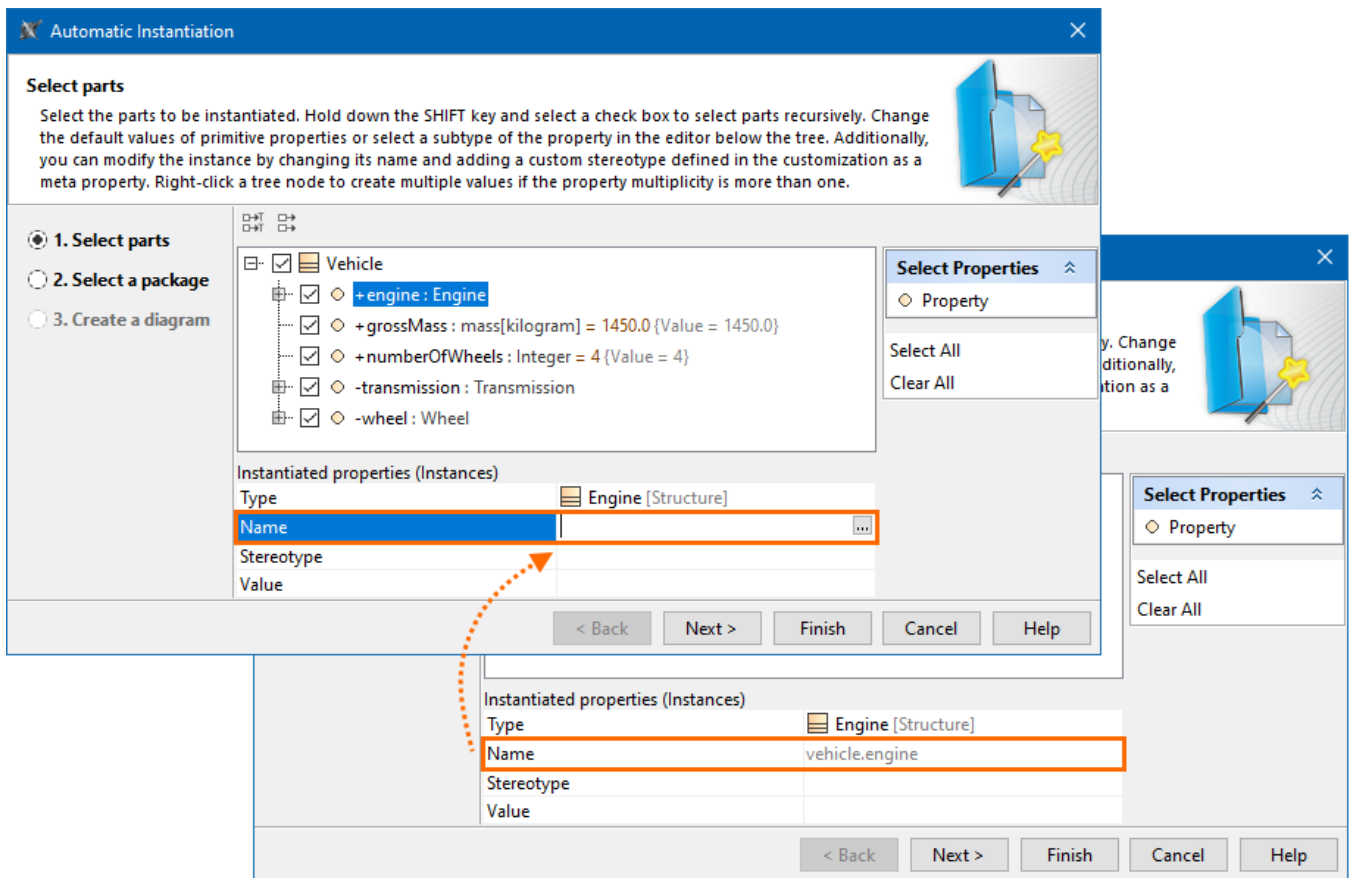 Automatic Instantiation
Select parts
Select the parts to be instantiated. Hold down the SHIFT key and select a check box to select parts recursively. Change
the default values of primitive properties or select a subtype of the property in the editor below the tree. Additionally,
you can modify the instance by changing its name and adding a custom stereotype defined in the customization as a
meta property. Right-click a tree node to create multiple values if the property multiplicity is more than one.
1. Select parts
2. Select a package
3. Create a diagram
Vehicle
+engine : Engine
+grossMass : mass[kilogram] = 1450.0 {Value = 1450.0}
+numberOfWheels : Integer = 4 {Value = 4}
-transmission : Transmission
-wheel : Wheel
Select Properties
Property
Select All
Clear All
Instantiated properties (Instances)
Type Engine [Structure]
Name ...
Stereotype
Value
< Back Next > Finish Cancel Help
y. Change
ditionally,
ation as a
Select Properties
Property
Select All
Clear All
Instantiated properties (Instances)
Type Engine [Structure]
Name vehicle.engine
Stereotype
Value
< Back Next > Finish Cancel Help